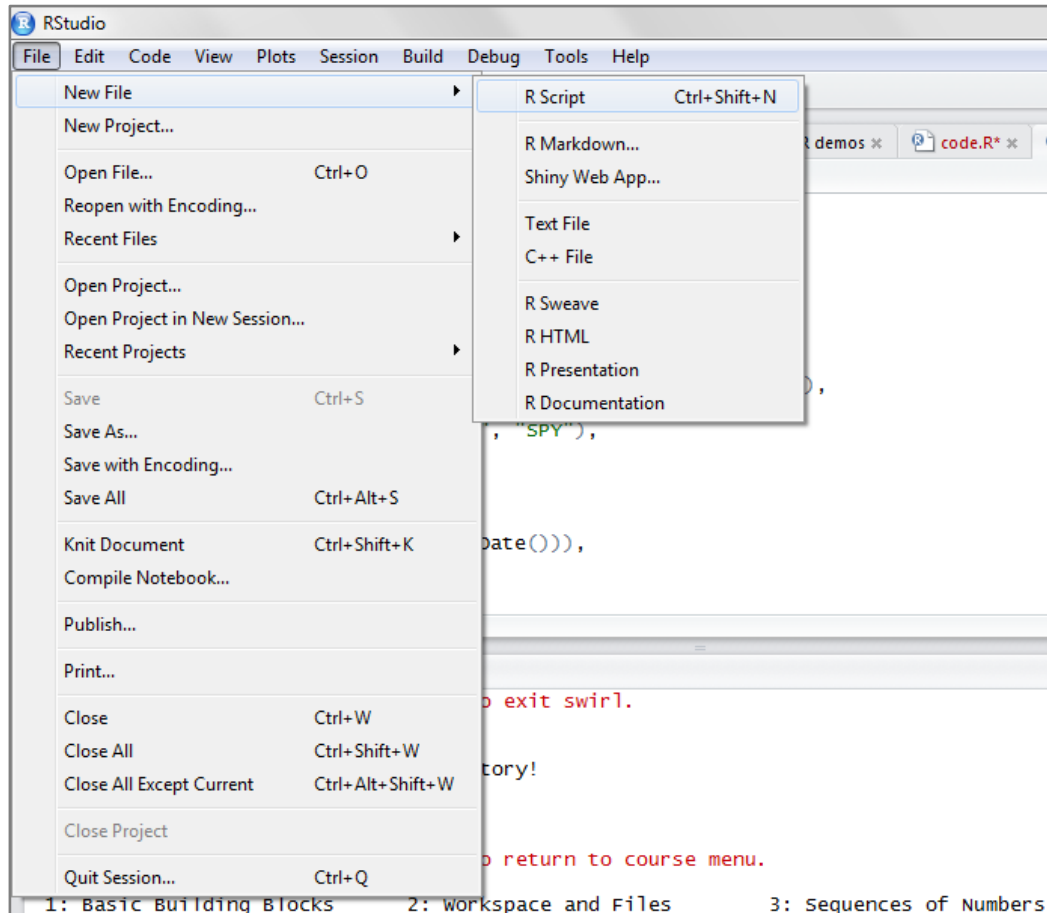 RStudio
File Edit Code View Plots Session Build Debug Tools Help
New File
New Project...
Open File... Ctrl+O
Reopen with Encoding...
Recent Files
Open Project...
Open Project in New Session...
Recent Projects
Save Ctrl+S
Save As...
Save with Encoding...
Save All Ctrl+Alt+S
Knit Document Ctrl+Shift+K
Compile Notebook...
Publish...
Print...
Close Ctrl+W
Close All Ctrl+Shift+W
Close All Except Current Ctrl+Alt+Shift+W
Close Project
Quit Session... Ctrl+Q
R Script Ctrl+Shift+N
R Markdown...
Shiny Web App...
Text File
C++ File
R Sweave
R HTML
R Presentation
R Documentation
R demos
code.R*
),
, "SPY"),
Date())),
o exit swirl.
tory!
o return to course menu.
1: Basic Building Blocks 2: Workspace and Files 3: Sequences of Numbers